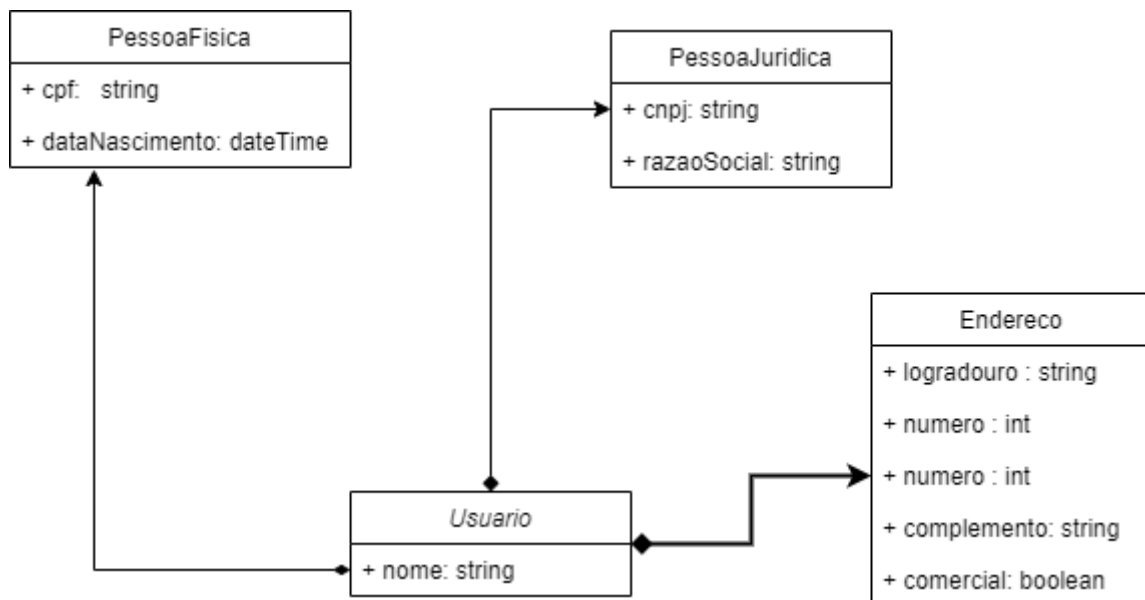 PessoaFisica
+ cpf: string
+ dataNascimento: dateTime
PessoaJuridica
+ cnpj: string
+ razaoSocial: string
Endereco
+ logradouro : string
+ numero : int
+ numero : int
+ complemento: string
+ comercial: boolean
Usuario
+ nome: string